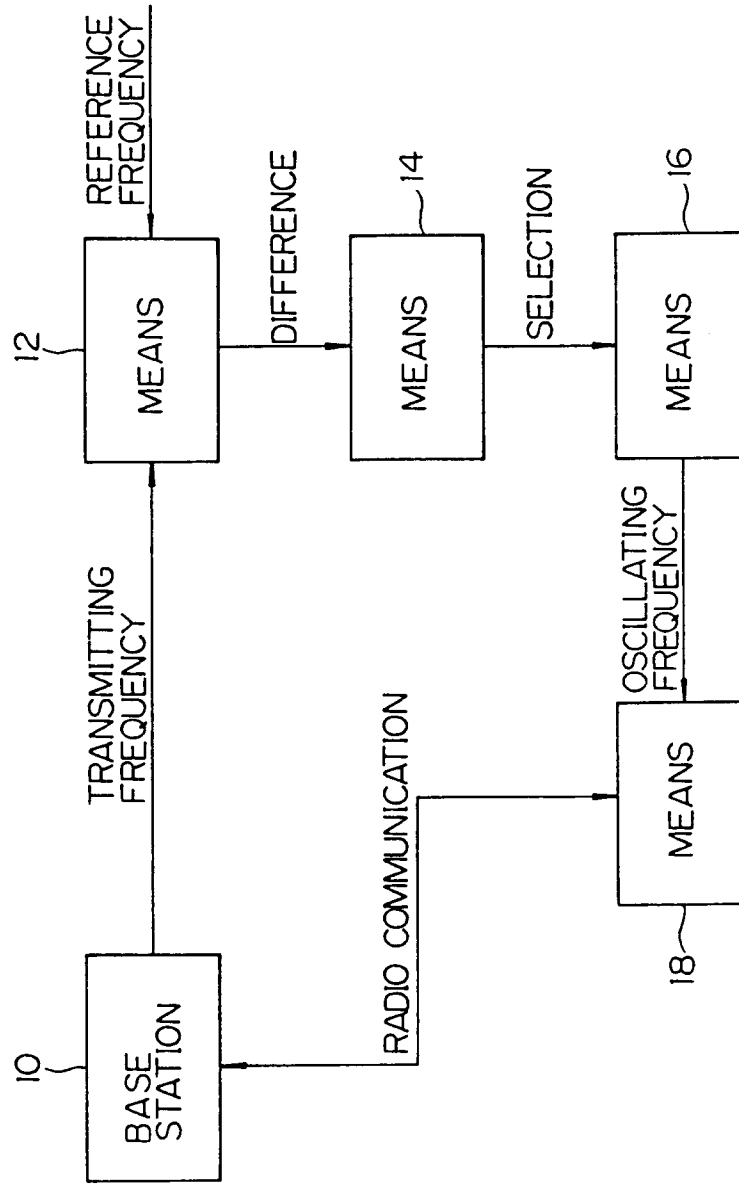 10
BASE
STATION
TRANSMITTING
FREQUENCY
12
MEANS
REFERENCE
FREQUENCY
DIFFERENCE
14
MEANS
SELECTION
16
MEANS
OSCILLATING
FREQUENCY
18
MEANS
RADIO COMMUNICATION